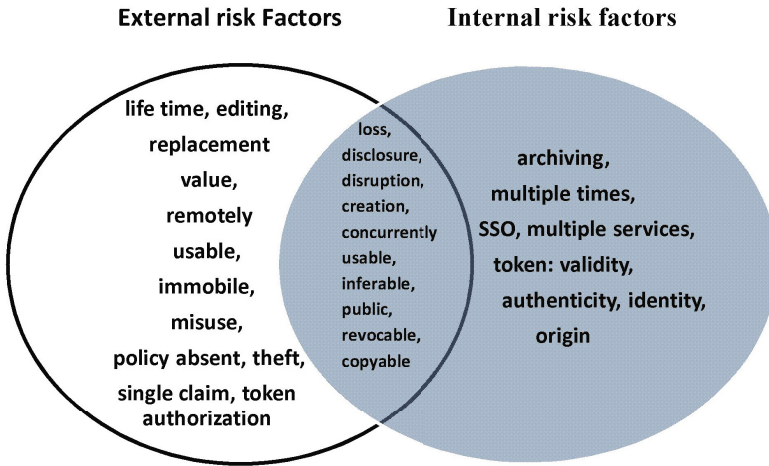 External risk Factors
Internal risk factors
life time, editing,
replacement
value,
remotely
usable,
immobile,
misuse,
policy absent, theft,
single claim, token
authorization
loss,
disclosure,
disruption,
creation,
concurrently
usable,
inferable,
public,
revocable,
copyable
archiving,
multiple times,
SSO, multiple services,
token: validity,
authenticity, identity,
origin